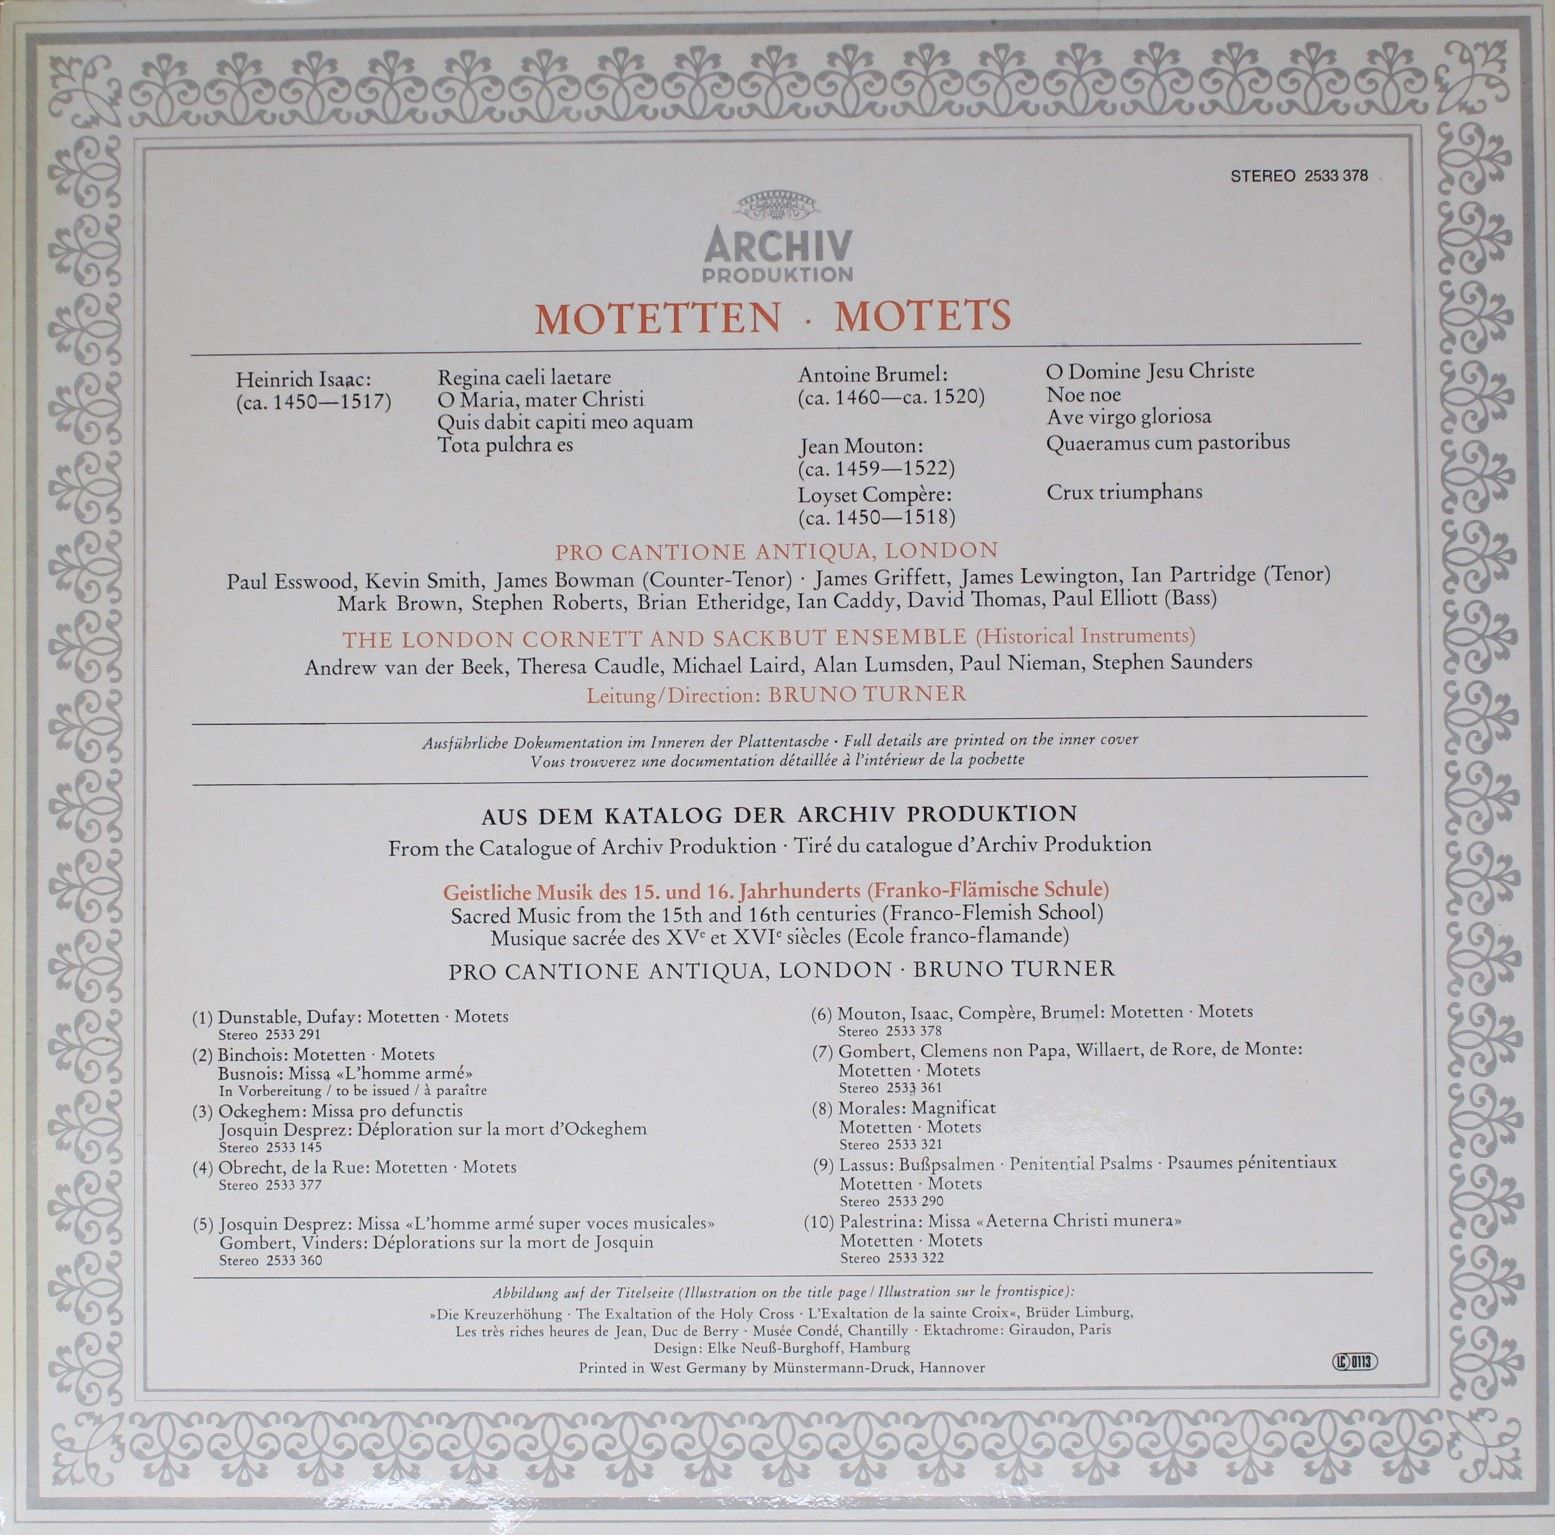 STEREO 2533 378
ARCHIV
PRODUKTION
MOTETTEN · MOTETS
Heinrich Isaac:
(ca. 1450—1517)
Regina caeli laetare
O Maria, mater Christi
Quis dabit capiti meo aquam
Tota pulchra es
Antoine Brumel:
(ca. 1460—ca. 1520)
O Domine Jesu Christe
Noe noe
Ave virgo gloriosa
Jean Mouton:
(ca. 1459—1522)
Quaeramus cum pastoribus
Loyset Compère:
(ca. 1450—1518)
Crux triumphans
PRO CANTIONE ANTIQUA, LONDON
Paul Esswood, Kevin Smith, James Bowman (Counter-Tenor) · James Griffett, James Lewington, Ian Partridge (Tenor)
Mark Brown, Stephen Roberts, Brian Etheridge, Ian Caddy, David Thomas, Paul Elliott (Bass)
THE LONDON CORNETT AND SACKBUT ENSEMBLE (Historical Instruments)
Andrew van der Beek, Theresa Caudle, Michael Laird, Alan Lumsden, Paul Nieman, Stephen Saunders
Leitung/Direction: BRUNO TURNER
Ausführliche Dokumentation im Inneren der Plattentasche · Full details are printed on the inner cover
Vous trouverez une documentation détaillée à l'intérieur de la pochette
AUS DEM KATALOG DER ARCHIV PRODUKTION
From the Catalogue of Archiv Produktion · Tiré du catalogue d'Archiv Produktion
Geistliche Musik des 15. und 16. Jahrhunderts (Franko-Flämische Schule)
Sacred Music from the 15th and 16th centuries (Franco-Flemish School)
Musique sacrée des XVe et XVIe siècles (Ecole franco-flamande)
PRO CANTIONE ANTIQUA, LONDON · BRUNO TURNER
(1) Dunstable, Dufay: Motetten · Motets
Stereo 2533 291
(2) Binchois: Motetten · Motets
Busnois: Missa «L'homme armé»
In Vorbereitung / to be issued / à paraître
(3) Ockeghem: Missa pro defunctis
Josquin Desprez: Déploration sur la mort d'Ockeghem
Stereo 2533 145
(4) Obrecht, de la Rue: Motetten · Motets
Stereo 2533 377
(5) Josquin Desprez: Missa «L'homme armé super voces musicales»
Gombert, Vinders: Déplorations sur la mort de Josquin
Stereo 2533 360
(6) Mouton, Isaac, Compère, Brumel: Motetten · Motets
Stereo 2533 378
(7) Gombert, Clemens non Papa, Willaert, de Rore, de Monte:
Motetten · Motets
Stereo 2533 361
(8) Morales: Magnificat
Motetten · Motets
Stereo 2533 321
(9) Lassus: Bußpsalmen · Penitential Psalms · Psaumes pénitentiaux
Motetten · Motets
Stereo 2533 290
(10) Palestrina: Missa «Aeterna Christi munera»
Motetten · Motets
Stereo 2533 322
Abbildung auf der Titelseite (Illustration on the title page / Illustration sur le frontispice):
»Die Kreuzerhöhung · The Exaltation of the Holy Cross · L'Exaltation de la sainte Croix«, Brüder Limburg,
Les très riches heures de Jean, Duc de Berry · Musée Condé, Chantilly · Ektachrome: Giraudon, Paris
Design: Elke Neuß-Burghoff, Hamburg
Printed in West Germany by Münstermann-Druck, Hannover
LC 0113